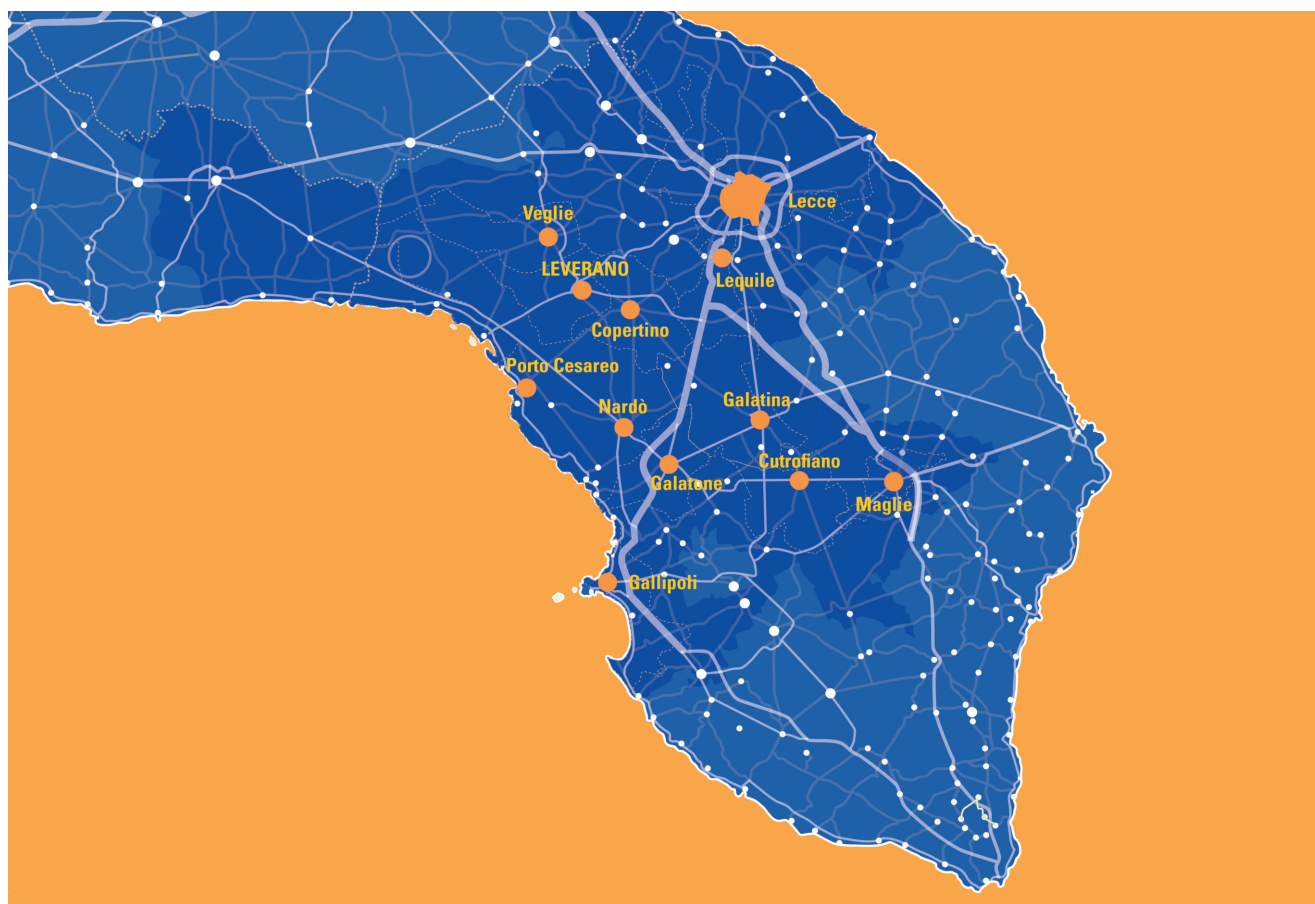 Lecce
Veglie
LEVERANO
Lequile
Copertino
Porto Cesareo
Nardò
Galatina
Galatone
Cutrofiano
Maglie
Gallipoli